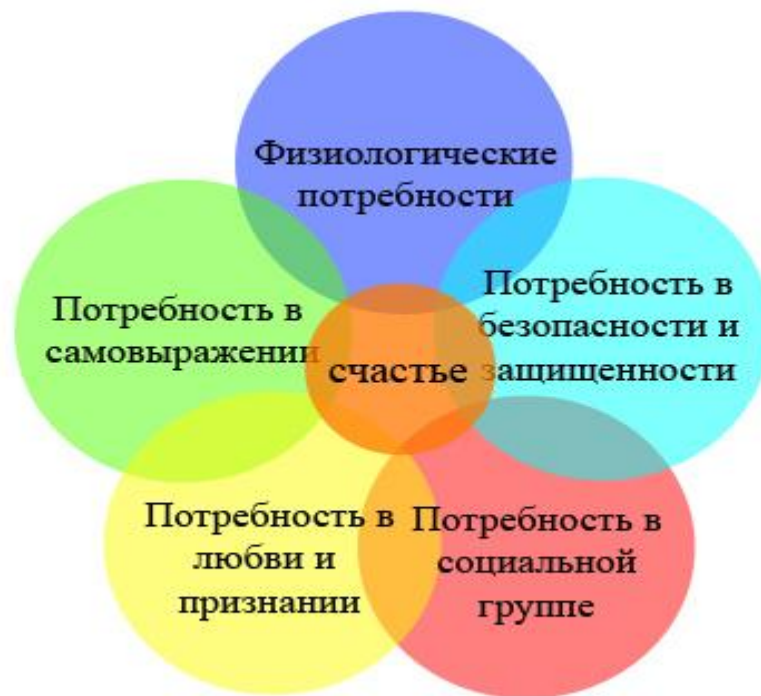 Физиологические
потребности
Потребность в
безопасности и
защищенности
Потребность в
самовыражении
счастье
Потребность в
любви и
признании
Потребность в
социальной
группе